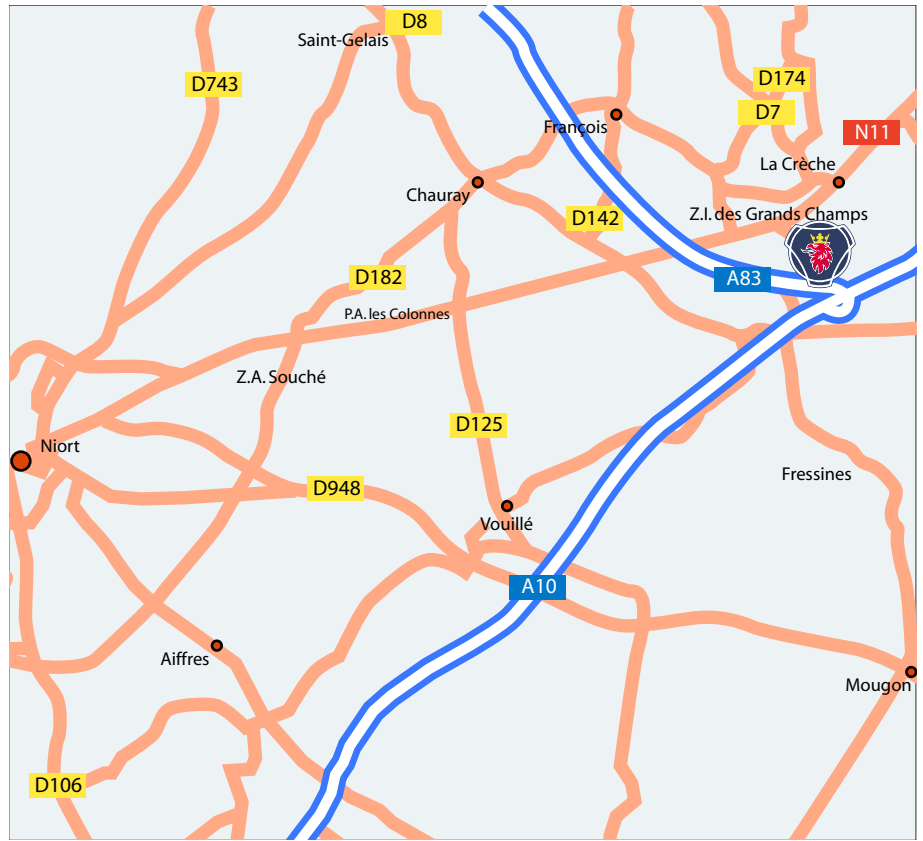 D8
Saint-Gelais
D743
D174
D7
François
N11
La Crèche
Chauray
D142
Z.I. des Grands Champs
D182
A83
P.A. les Colonnes
Z.A. Souché
D125
Niort
Fressines
D948
Vouillé
A10
Aiffres
Mougon
D106